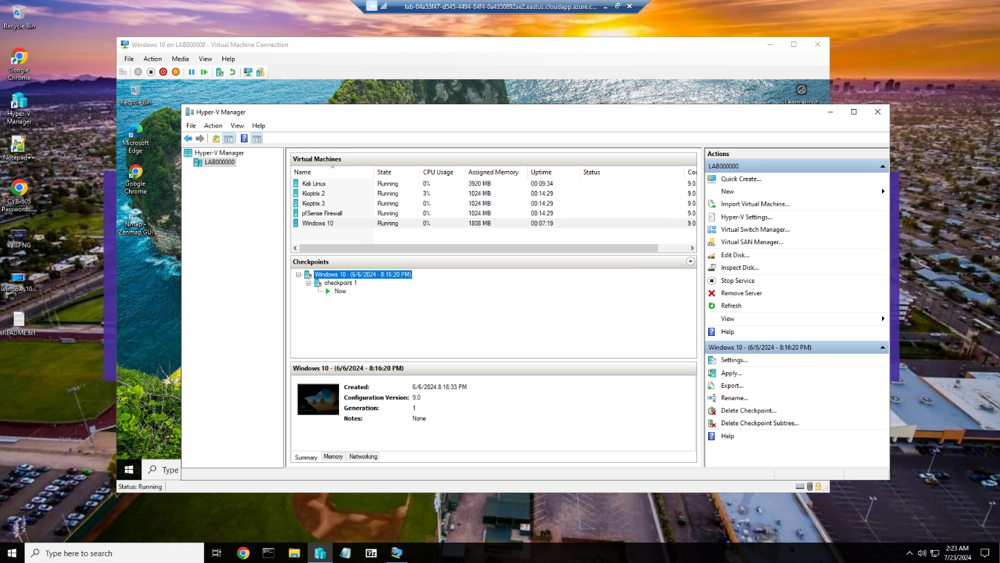 lab-04a53f47-d545-4494-84f4-0a4350892ae2.eastus.cloudapp.azure.c...
Recycle Bin
Google
Chrome
Hyper-V
Manager
Notepad++
CYB-505
Passwords....
kali.PNG
windows10...
README.txt
Windows 10 on LAB000000 - Virtual Machine Connection
File Action Media View Help
Recycle Bin
Learn about
Microsoft
Edge
Google
Chrome
Nmap -
Zenmap GUI
Type
Status: Running
Hyper-V Manager
File Action View Help
Hyper-V Manager
LAB000000
Virtual Machines
Name State CPU Usage Assigned Memory Uptime Status Co
Kali Linux Running 0% 3920 MB 00:09:34 9.0
Kioptrix 2 Running 3% 1024 MB 00:14:29 9.0
Kioptrix 3 Running 0% 1024 MB 00:14:29 9.0
pfSense Firewall Running 0% 1024 MB 00:14:29 9.0
Windows 10 Running 0% 1808 MB 00:07:19 9.0
Checkpoints
Windows 10 - (6/6/2024 - 8:16:20 PM)
checkpoint 1
Now
Windows 10 - (6/6/2024 - 8:16:20 PM)
Created: 6/6/2024 8:16:33 PM
Configuration Version: 9.0
Generation: 1
Notes: None
Summary Memory Networking
Actions
LAB000000
Quick Create...
New
Import Virtual Machine...
Hyper-V Settings...
Virtual Switch Manager...
Virtual SAN Manager...
Edit Disk...
Inspect Disk...
Stop Service
Remove Server
Refresh
View
Help
Windows 10 - (6/6/2024 - 8:16:20 PM)
Settings...
Apply...
Export...
Rename...
Delete Checkpoint...
Delete Checkpoint Subtree...
Help
Type here to search
2:23 AM
7/23/2024